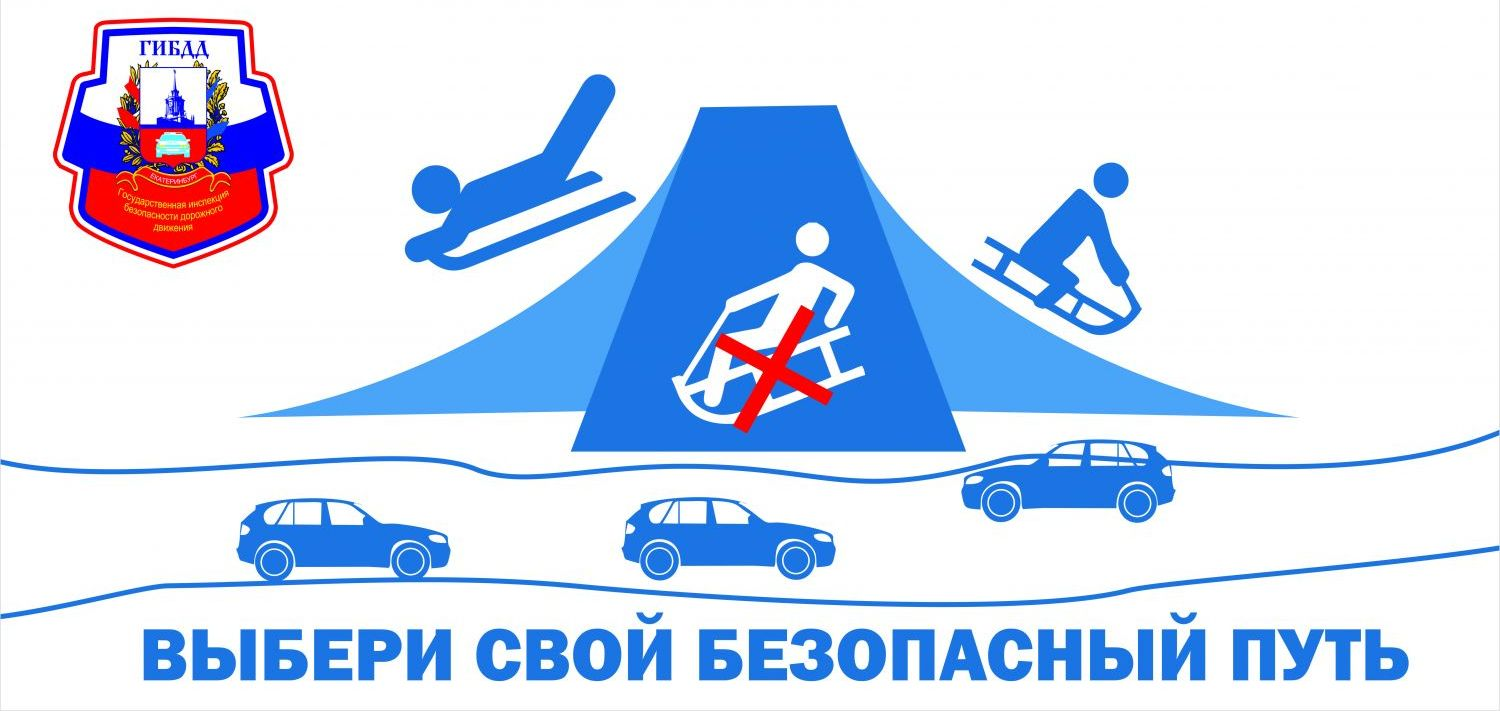 ГИБДД
ЕКАТЕРИНБУРГ
Государственная инспекция
безопасности дорожного
движения
ВЫБЕРИ СВОЙ БЕЗОПАСНЫЙ ПУТЬ